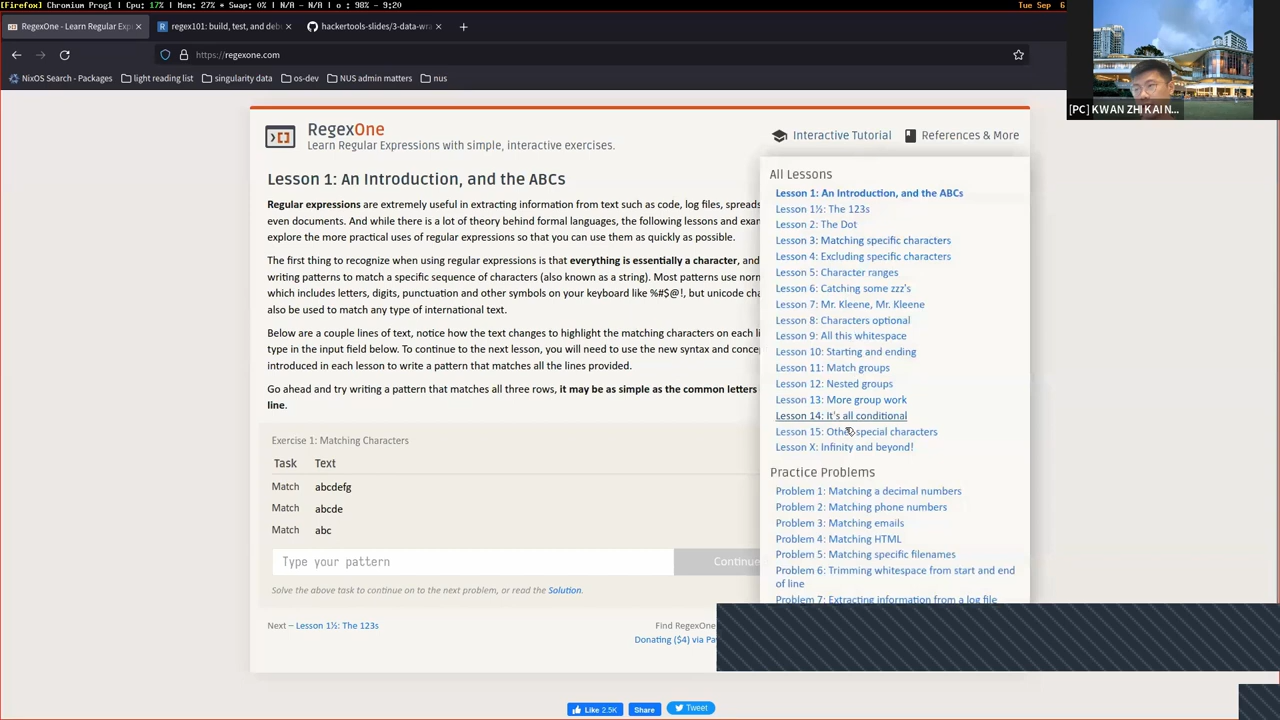 [Firefox] Chromium Prog1 | Cpu: 17% | Mem: 27% * Swap: 0% | N/A - N/A | o : 98% - 9:20
Tue Sep 6
RegexOne - Learn Regular Exp
regex101: build, test, and deb
hackertools-slides/3-data-wra
https://regexone.com
NixOS Search - Packages
light reading list
singularity data
os-dev
NUS admin matters
nus
[PC] KWAN ZHI KAI N...
RegexOne
Learn Regular Expressions with simple, interactive exercises.
Interactive Tutorial
References & More
Lesson 1: An Introduction, and the ABCs
Regular expressions are extremely useful in extracting information from text such as code, log files, spreads
even documents. And while there is a lot of theory behind formal languages, the following lessons and exam
explore the more practical uses of regular expressions so that you can use them as quickly as possible.
The first thing to recognize when using regular expressions is that everything is essentially a character, and
writing patterns to match a specific sequence of characters (also known as a string). Most patterns use norm
which includes letters, digits, punctuation and other symbols on your keyboard like %#$@!, but unicode cha
also be used to match any type of international text.
Below are a couple lines of text, notice how the text changes to highlight the matching characters on each li
type in the input field below. To continue to the next lesson, you will need to use the new syntax and conce
introduced in each lesson to write a pattern that matches all the lines provided.
Go ahead and try writing a pattern that matches all three rows, it may be as simple as the common letters
line.
Exercise 1: Matching Characters
Task Text
Match abcdefg
Match abcde
Match abc
Type your pattern
Continue
Solve the above task to continue on to the next problem, or read the Solution.
Next – Lesson 1½: The 123s
Find RegexOne
Donating ($4) via Pa
All Lessons
Lesson 1: An Introduction, and the ABCs
Lesson 1½: The 123s
Lesson 2: The Dot
Lesson 3: Matching specific characters
Lesson 4: Excluding specific characters
Lesson 5: Character ranges
Lesson 6: Catching some zzz's
Lesson 7: Mr. Kleene, Mr. Kleene
Lesson 8: Characters optional
Lesson 9: All this whitespace
Lesson 10: Starting and ending
Lesson 11: Match groups
Lesson 12: Nested groups
Lesson 13: More group work
Lesson 14: It's all conditional
Lesson 15: Other special characters
Lesson X: Infinity and beyond!
Practice Problems
Problem 1: Matching a decimal numbers
Problem 2: Matching phone numbers
Problem 3: Matching emails
Problem 4: Matching HTML
Problem 5: Matching specific filenames
Problem 6: Trimming whitespace from start and end
of line
Problem 7: Extracting information from a log file
Like 2.5K
Share
Tweet